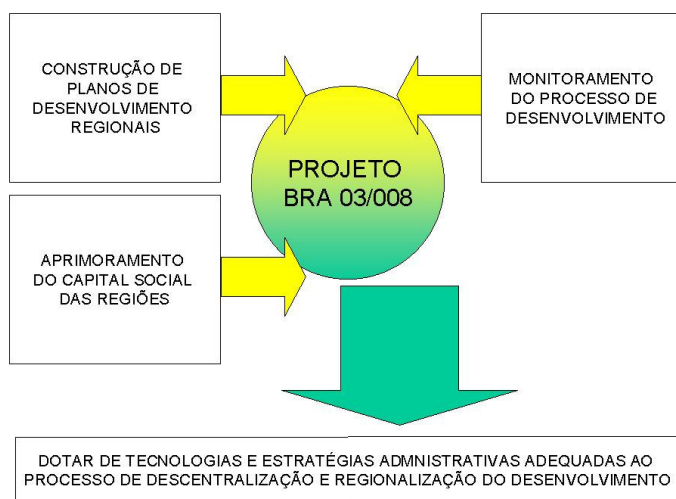 CONSTRUÇÃO DE
PLANOS DE
DESENVOLVIMENTO
REGIONAIS
MONITORAMENTO
DO PROCESSO DE
DESENVOLVIMENTO
PROJETO
BRA 03/008
APRIMORAMENTO
DO CAPITAL SOCIAL
DAS REGIÕES
DOTAR DE TECNOLOGIAS E ESTRATÉGIAS ADMNISTRATIVAS ADEQUADAS AO
PROCESSO DE DESCENTRALIZAÇÃO E REGIONALIZAÇÃO DO DESENVOLVIMENTO